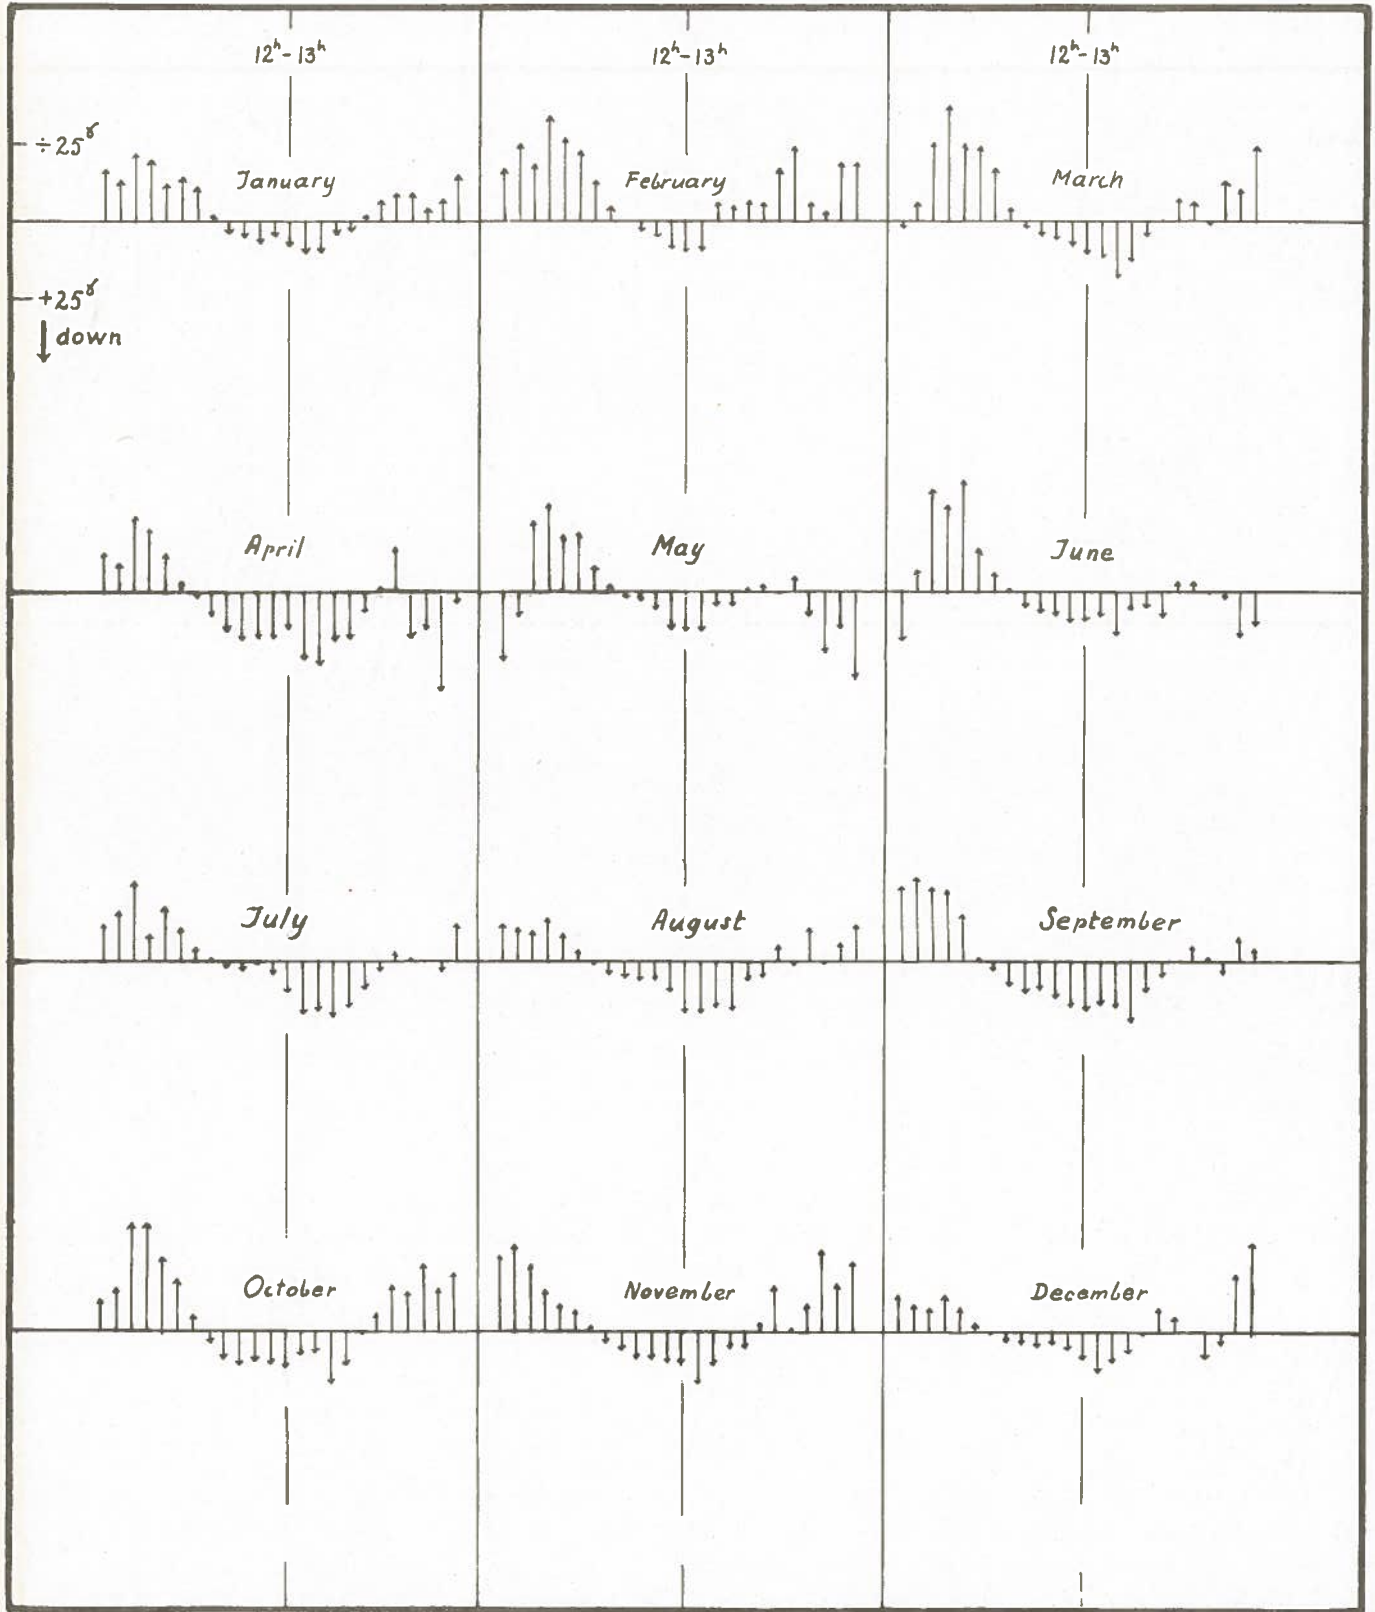 12ʰ-13ʰ 12ʰ-13ʰ 12ʰ-13ʰ
÷25ᵞ
January February March
+25ᵞ
down
April May June
July August September
October November December